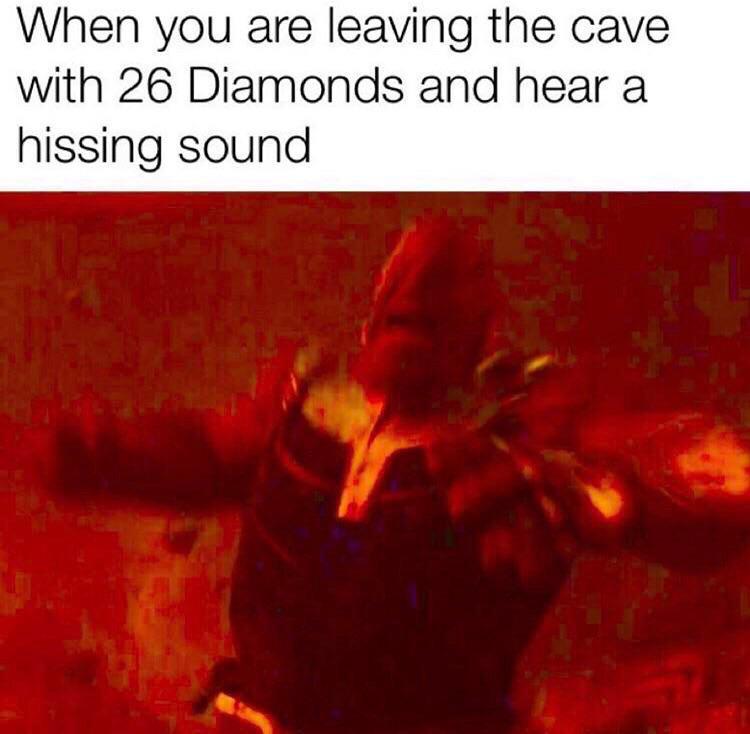 When you are leaving the cave
with 26 Diamonds and hear a
hissing sound